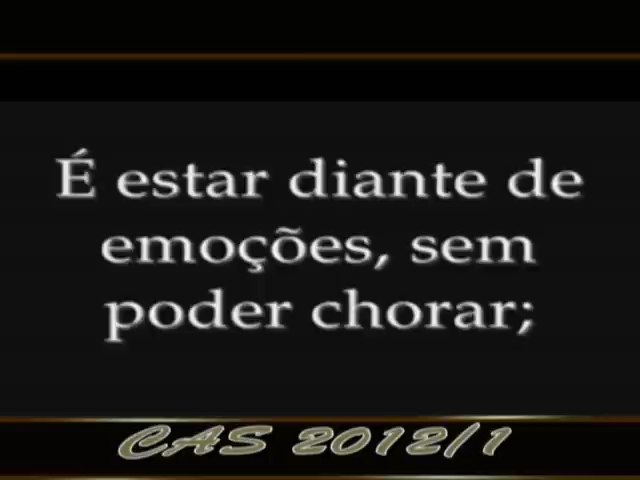 É estar diante de
emoções, sem
poder chorar;
CAS 2012/1